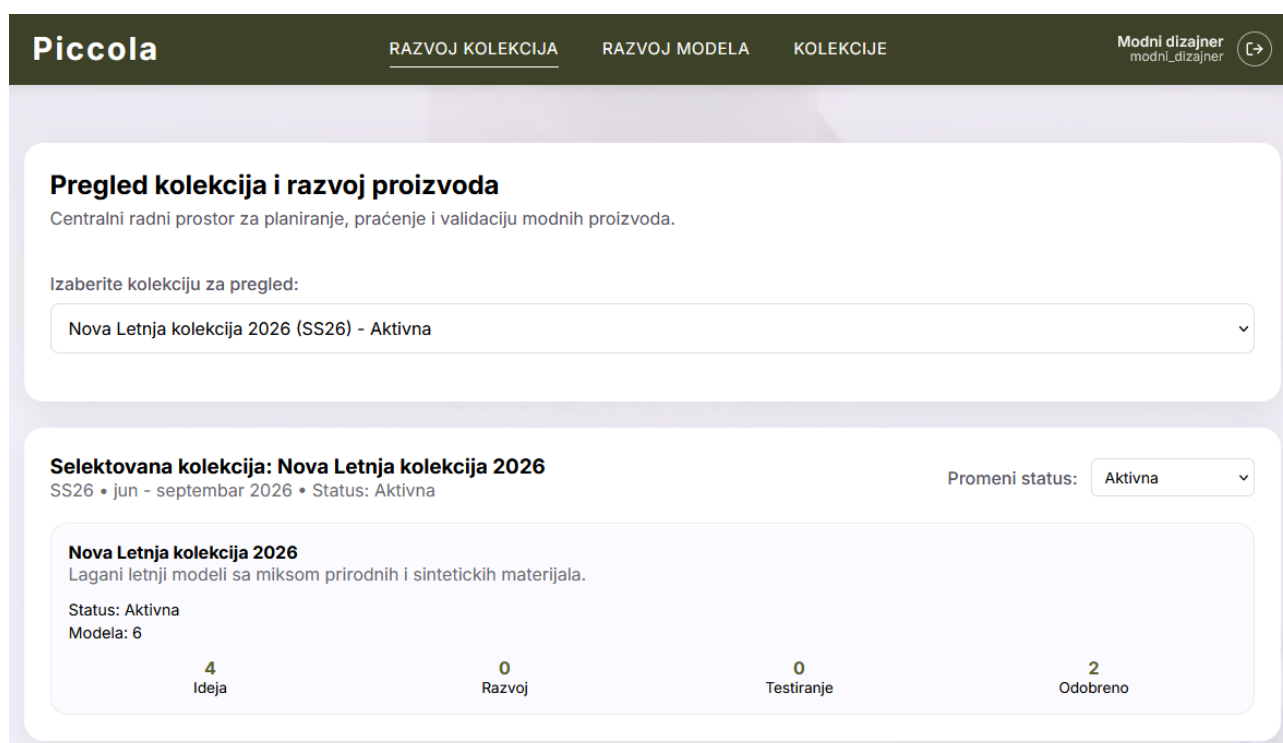 Piccola
RAZVOJ KOLEKCIJA
RAZVOJ MODELA
KOLEKCIJE
Modni dizajner
modni_dizajner
Pregled kolekcija i razvoj proizvoda
Centralni radni prostor za planiranje, praćenje i validaciju modnih proizvoda.
Izaberite kolekciju za pregled:
Nova Letnja kolekcija 2026 (SS26) - Aktivna
Selektovana kolekcija: Nova Letnja kolekcija 2026
SS26 • jun - septembar 2026 • Status: Aktivna
Promeni status:
Aktivna
Nova Letnja kolekcija 2026
Lagani letnji modeli sa miksom prirodnih i sintetickih materijala.
Status: Aktivna
Modela: 6
4
Ideja
0
Razvoj
0
Testiranje
2
Odobreno